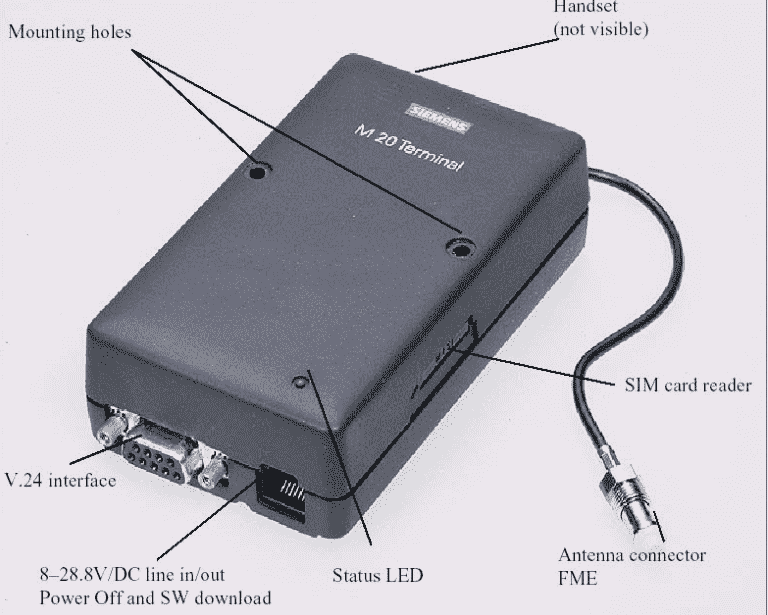 Handset
(not visible)
Mounting holes
SIEMENS
M 20 Terminal
SIM card reader
V.24 interface
8–28.8V/DC line in/out
Power Off and SW download
Status LED
Antenna connector
FME